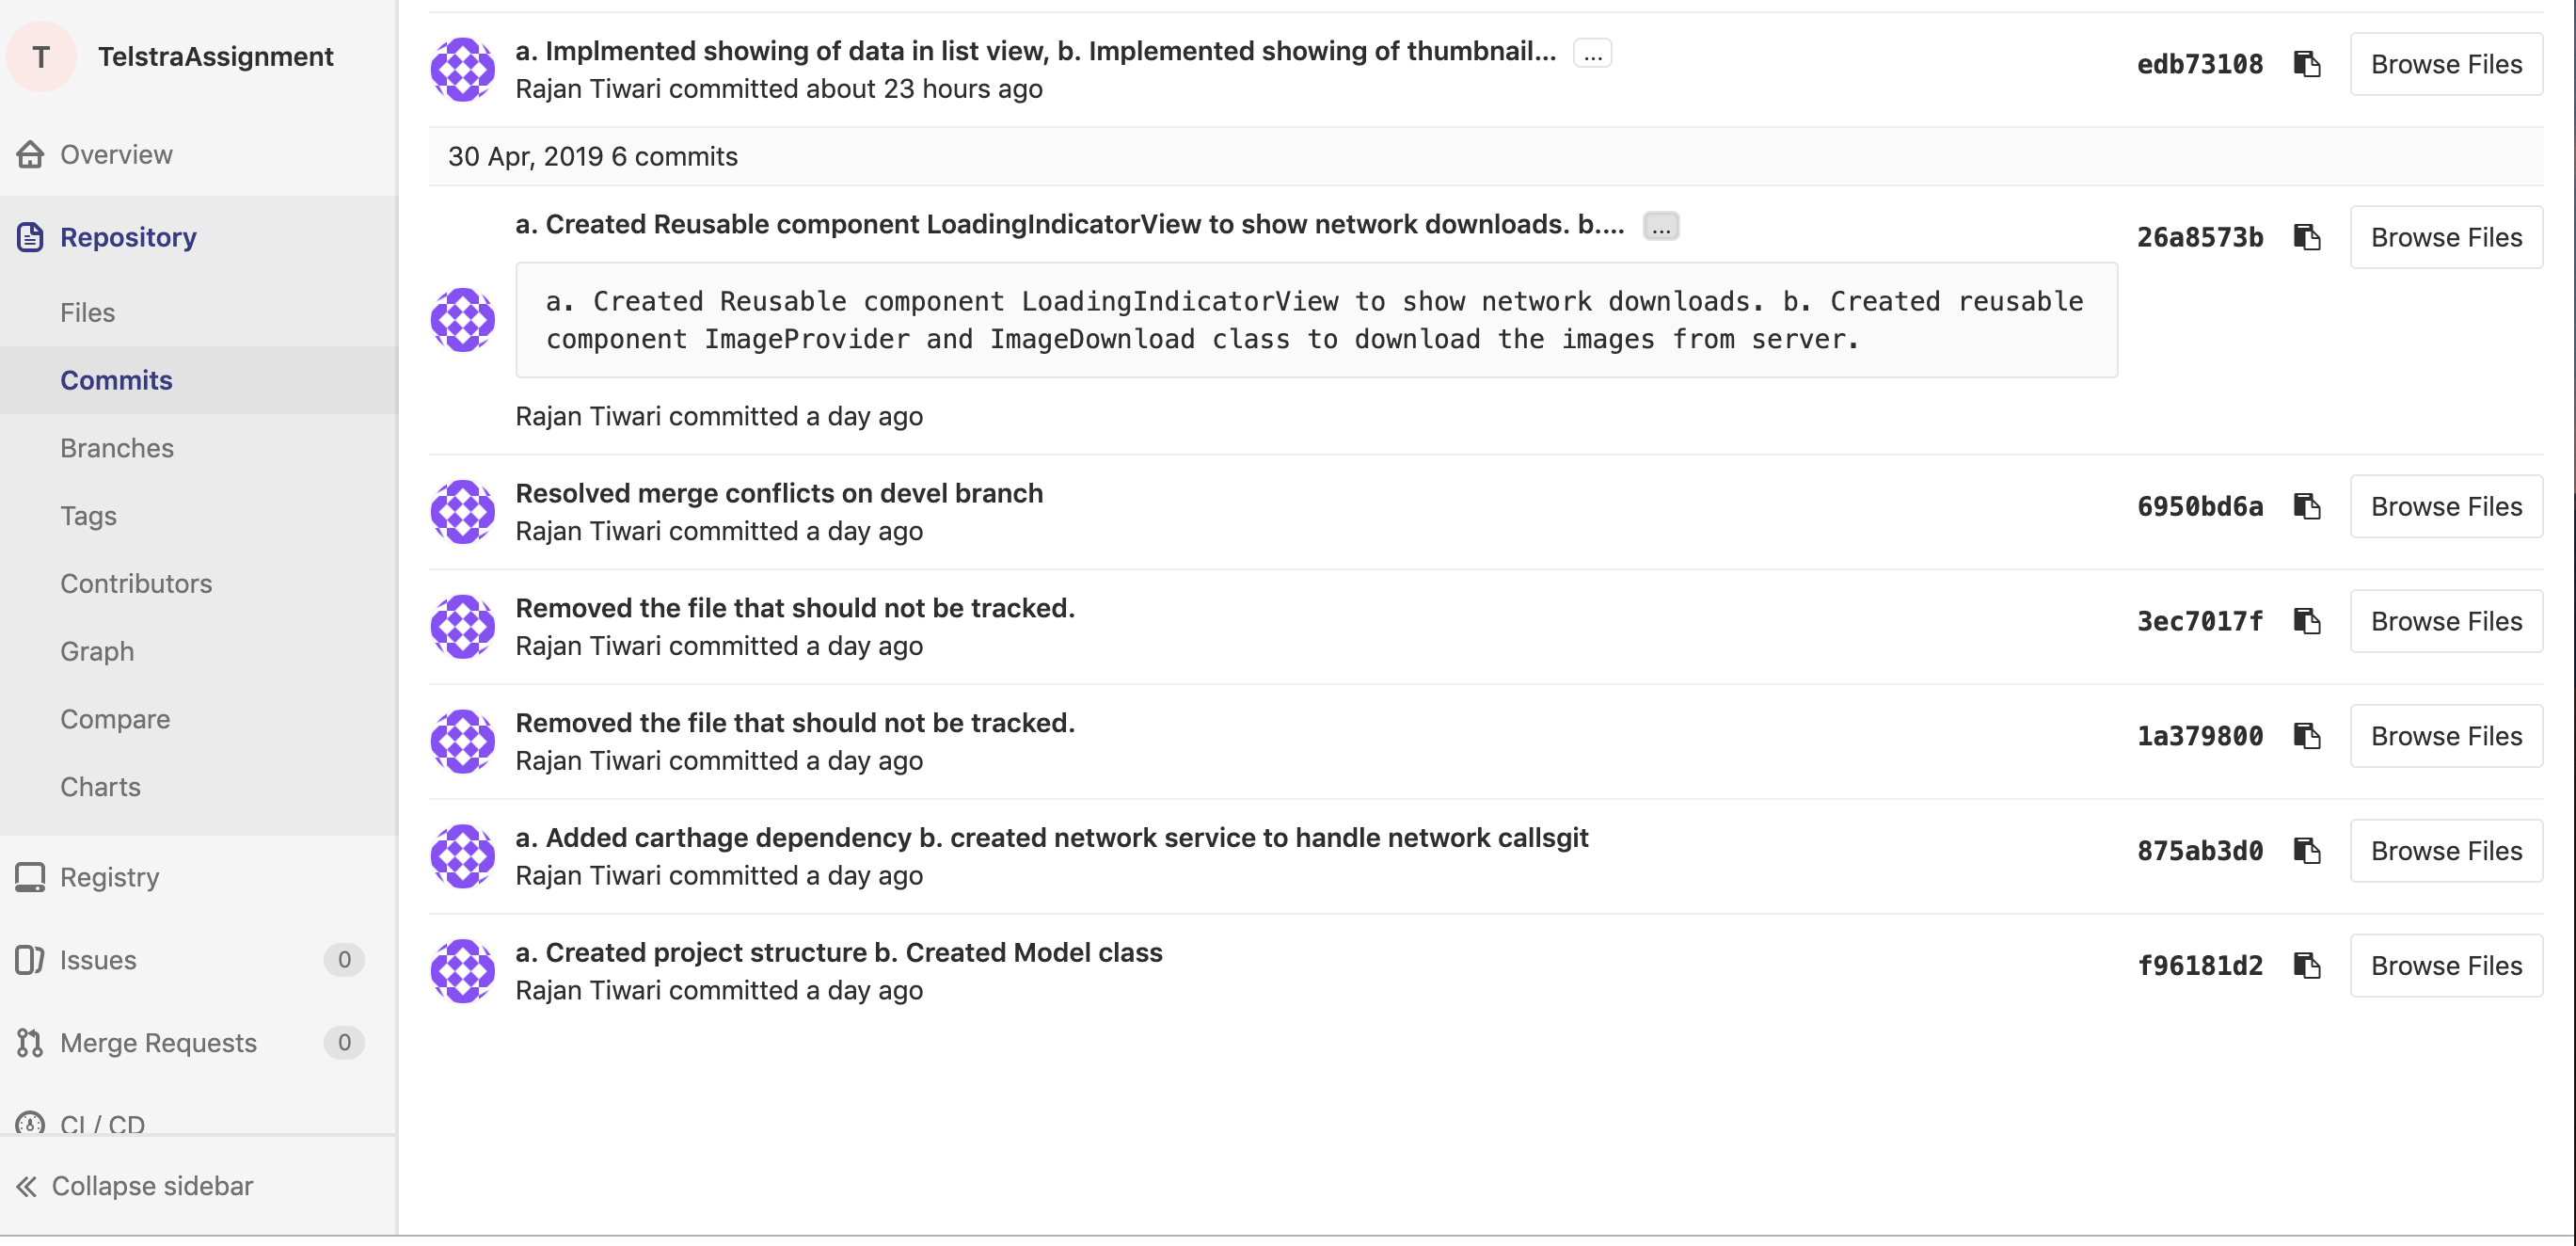 T TelstraAssignment
Overview
Repository
Files
Commits
Branches
Tags
Contributors
Graph
Compare
Charts
Registry
Issues 0
Merge Requests 0
CI / CD
Collapse sidebar
a. Implmented showing of data in list view, b. Implemented showing of thumbnail... ...
Rajan Tiwari committed about 23 hours ago
edb73108 Browse Files
30 Apr, 2019 6 commits
a. Created Reusable component LoadingIndicatorView to show network downloads. b.... ...
26a8573b Browse Files
a. Created Reusable component LoadingIndicatorView to show network downloads. b. Created reusable
component ImageProvider and ImageDownload class to download the images from server.
Rajan Tiwari committed a day ago
Resolved merge conflicts on devel branch
Rajan Tiwari committed a day ago
6950bd6a Browse Files
Removed the file that should not be tracked.
Rajan Tiwari committed a day ago
3ec7017f Browse Files
Removed the file that should not be tracked.
Rajan Tiwari committed a day ago
1a379800 Browse Files
a. Added carthage dependency b. created network service to handle network callsgit
Rajan Tiwari committed a day ago
875ab3d0 Browse Files
a. Created project structure b. Created Model class
Rajan Tiwari committed a day ago
f96181d2 Browse Files